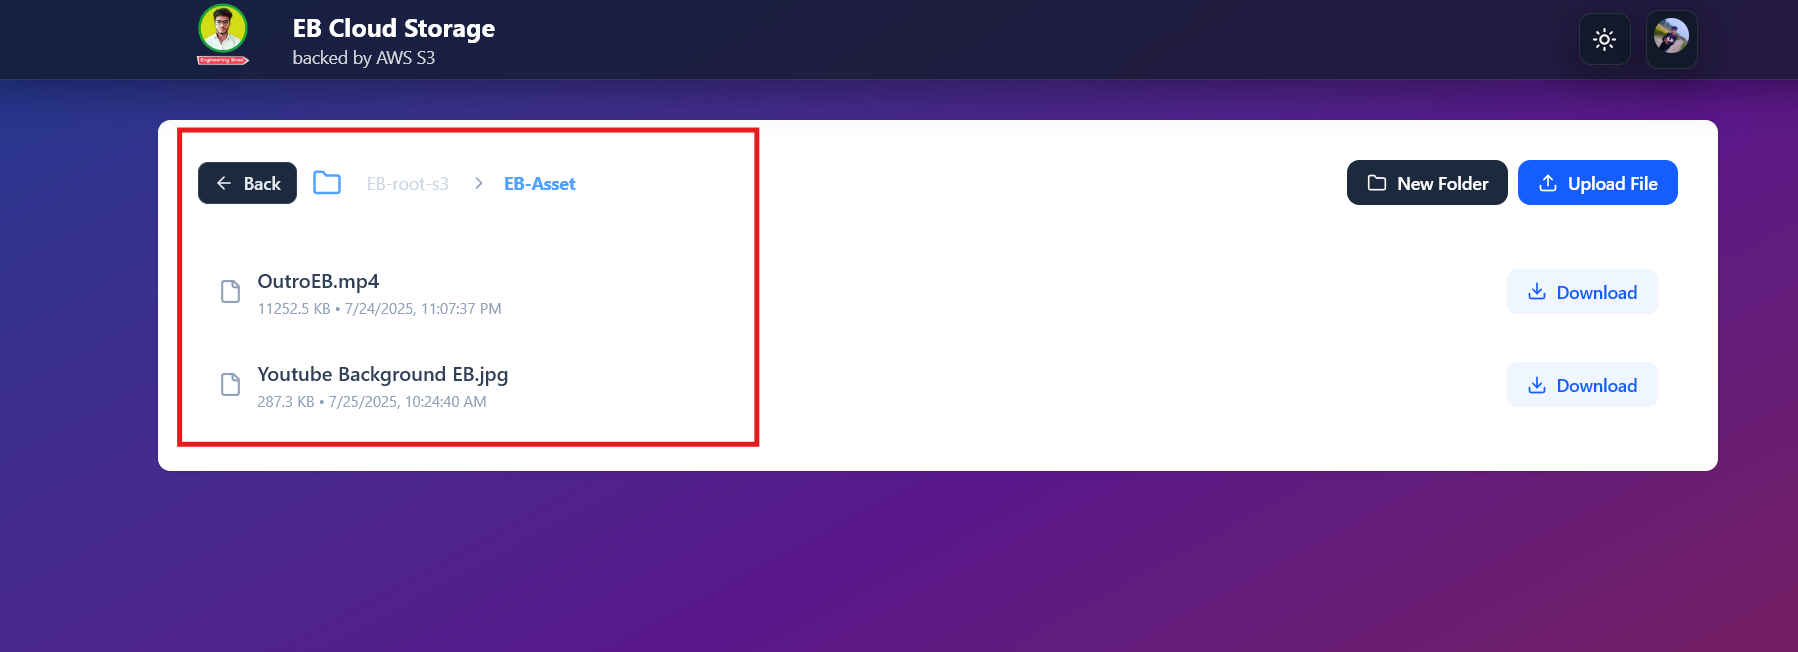 EB Cloud Storage
backed by AWS S3
Back EB-root-s3 > EB-Asset New Folder Upload File
OutroEB.mp4
11252.5 KB • 7/24/2025, 11:07:37 PM
Download
Youtube Background EB.jpg
287.3 KB • 7/25/2025, 10:24:40 AM
Download